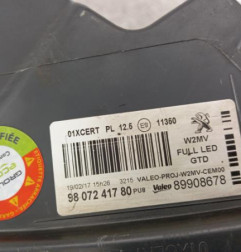 01XCERT PL 12.5 E9 11360
W2MV
FULL LED
GTD
19/02/17 15h26 3215 VALEO-PROJ-W2MV-CEM00
98 072 417 80 PUB Valeo 89908678